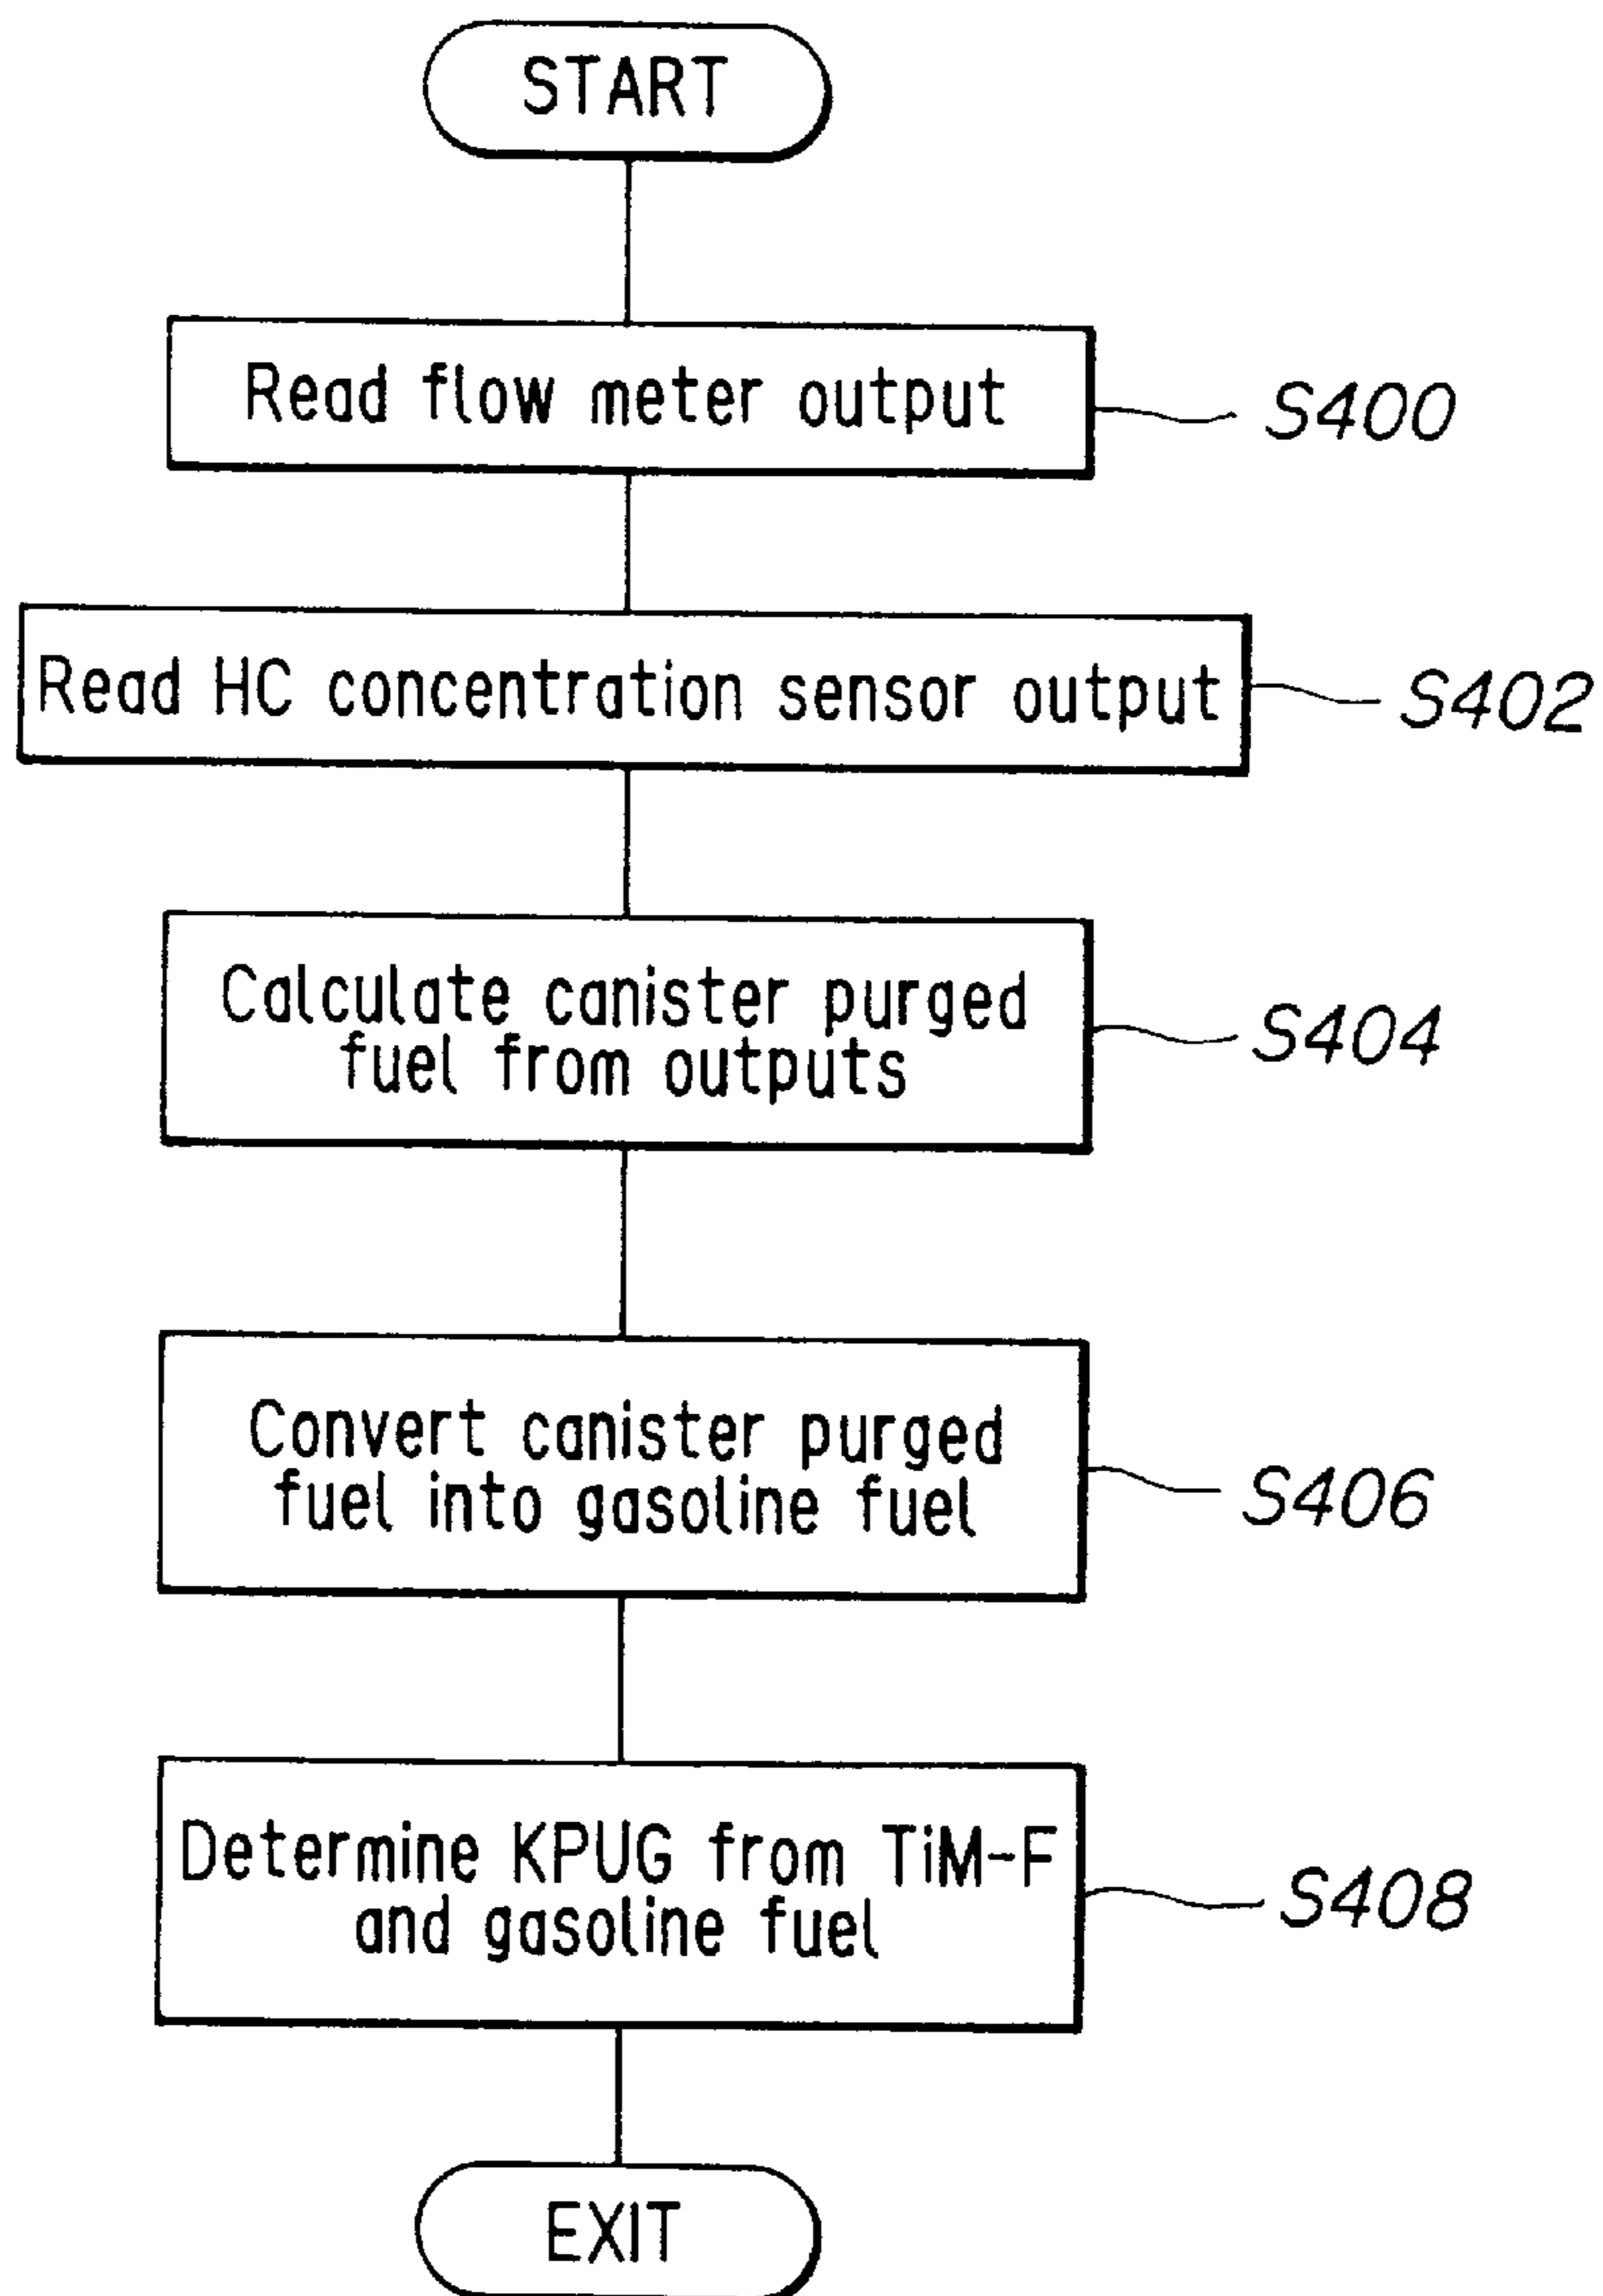 START
Read flow meter output
S400
Read HC concentration sensor output
S402
Calculate canister purged
fuel from outputs
S404
Convert canister purged
fuel into gasoline fuel
S406
Determine KPUG from TiM-F
and gasoline fuel
S408
EXIT